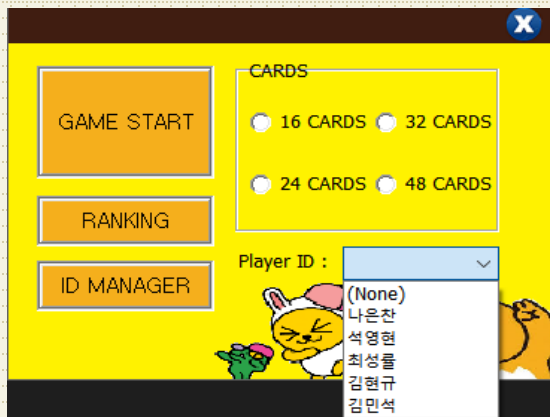 GAME START
RANKING
ID MANAGER
CARDS
16 CARDS 32 CARDS
24 CARDS 48 CARDS
Player ID :
(None)
나은찬
석영현
최성률
김현규
김민석